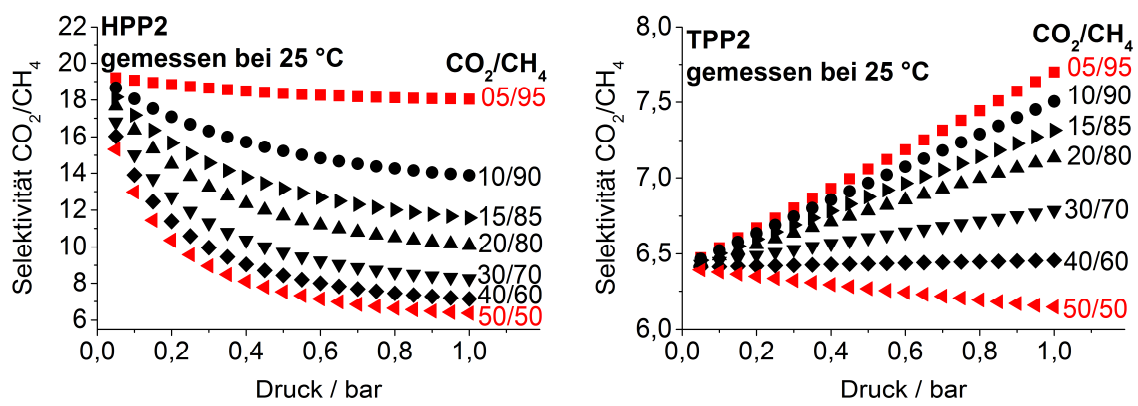 HPP2
gemessen bei 25 °C
CO2/CH4
05/95
10/90
15/85
20/80
30/70
40/60
50/50
22
20
18
16
14
12
10
8
6
0,0 0,2 0,4 0,6 0,8 1,0
Selektivität CO2/CH4
Druck / bar
TPP2
gemessen bei 25 °C
CO2/CH4
05/95
10/90
15/85
20/80
30/70
40/60
50/50
8,0
7,5
7,0
6,5
6,0
0,0 0,2 0,4 0,6 0,8 1,0
Selektivität CO2/CH4
Druck / bar